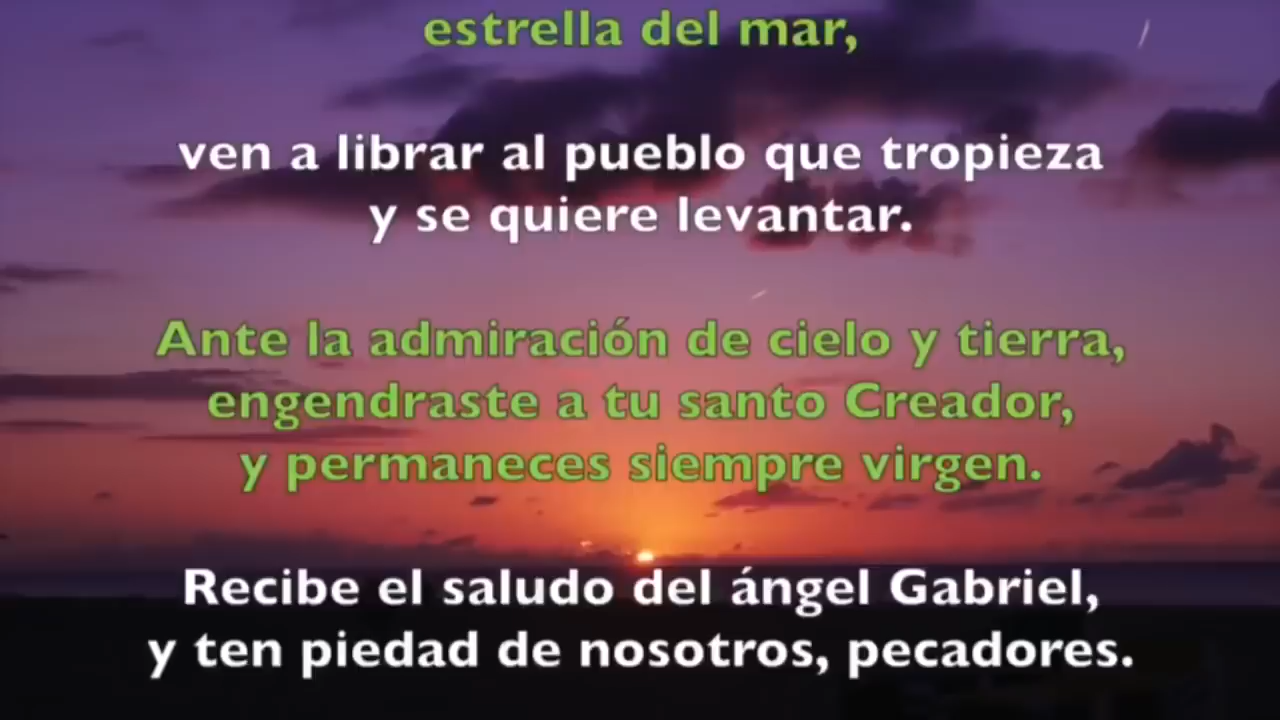 estrella del mar,
ven a librar al pueblo que tropieza
y se quiere levantar.
Ante la admiración de cielo y tierra,
engendraste a tu santo Creador,
y permaneces siempre virgen.
Recibe el saludo del ángel Gabriel,
y ten piedad de nosotros, pecadores.